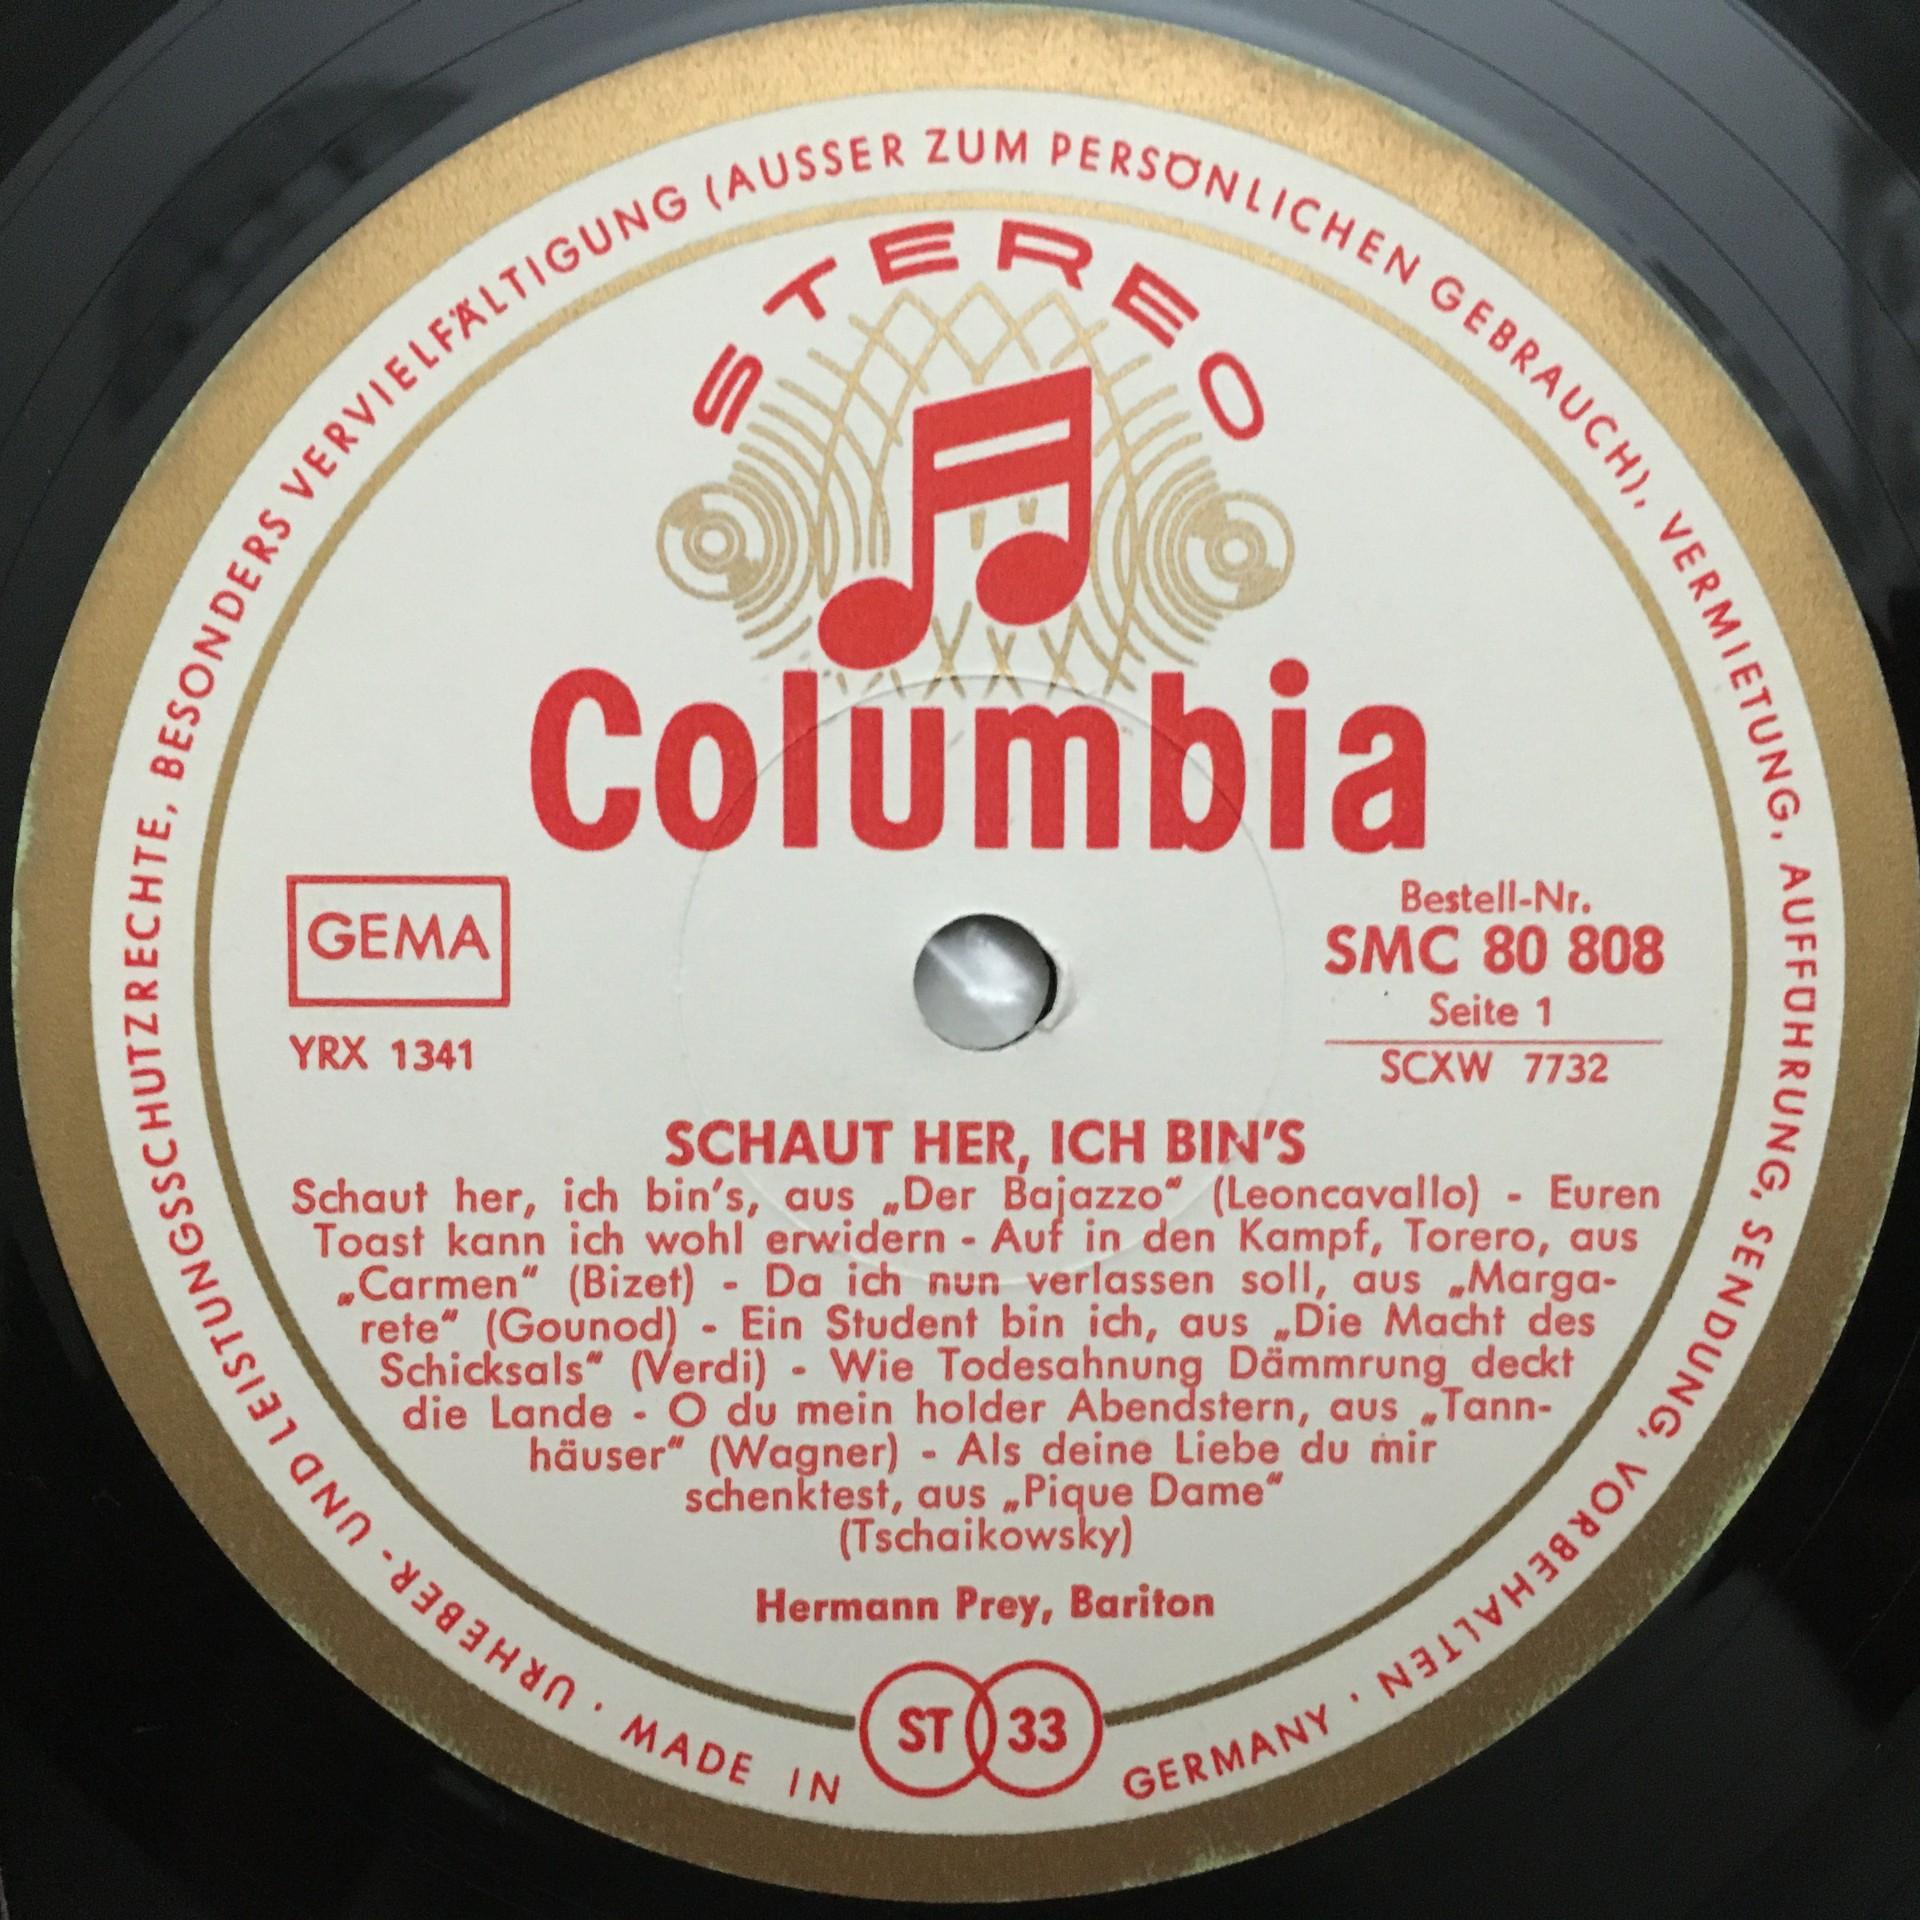 URHEBER- UND LEISTUNGSSCHUTZRECHTE, BESONDERS VERVIELFÄLTIGUNG (AUSSER ZUM PERSÖNLICHEN GEBRAUCH), VERMIETUNG, AUFFÜHRUNG, SENDUNG, VORBEHALTEN ·
STEREO
Columbia
GEMA
YRX 1341
Bestell-Nr.
SMC 80 808
Seite 1
SCXW 7732
SCHAUT HER, ICH BIN'S
Schaut her, ich bin's, aus „Der Bajazzo“ (Leoncavallo) - Euren
Toast kann ich wohl erwidern - Auf in den Kampf, Torero, aus
„Carmen“ (Bizet) - Da ich nun verlassen soll, aus „Marga-
rete“ (Gounod) - Ein Student bin ich, aus „Die Macht des
Schicksals“ (Verdi) - Wie Todesahnung Dämmrung deckt
die Lande - O du mein holder Abendstern, aus „Tann-
häuser“ (Wagner) - Als deine Liebe du mir
schenktest, aus „Pique Dame“
(Tschaikowsky)
Hermann Prey, Bariton
ST 33
MADE IN GERMANY ·